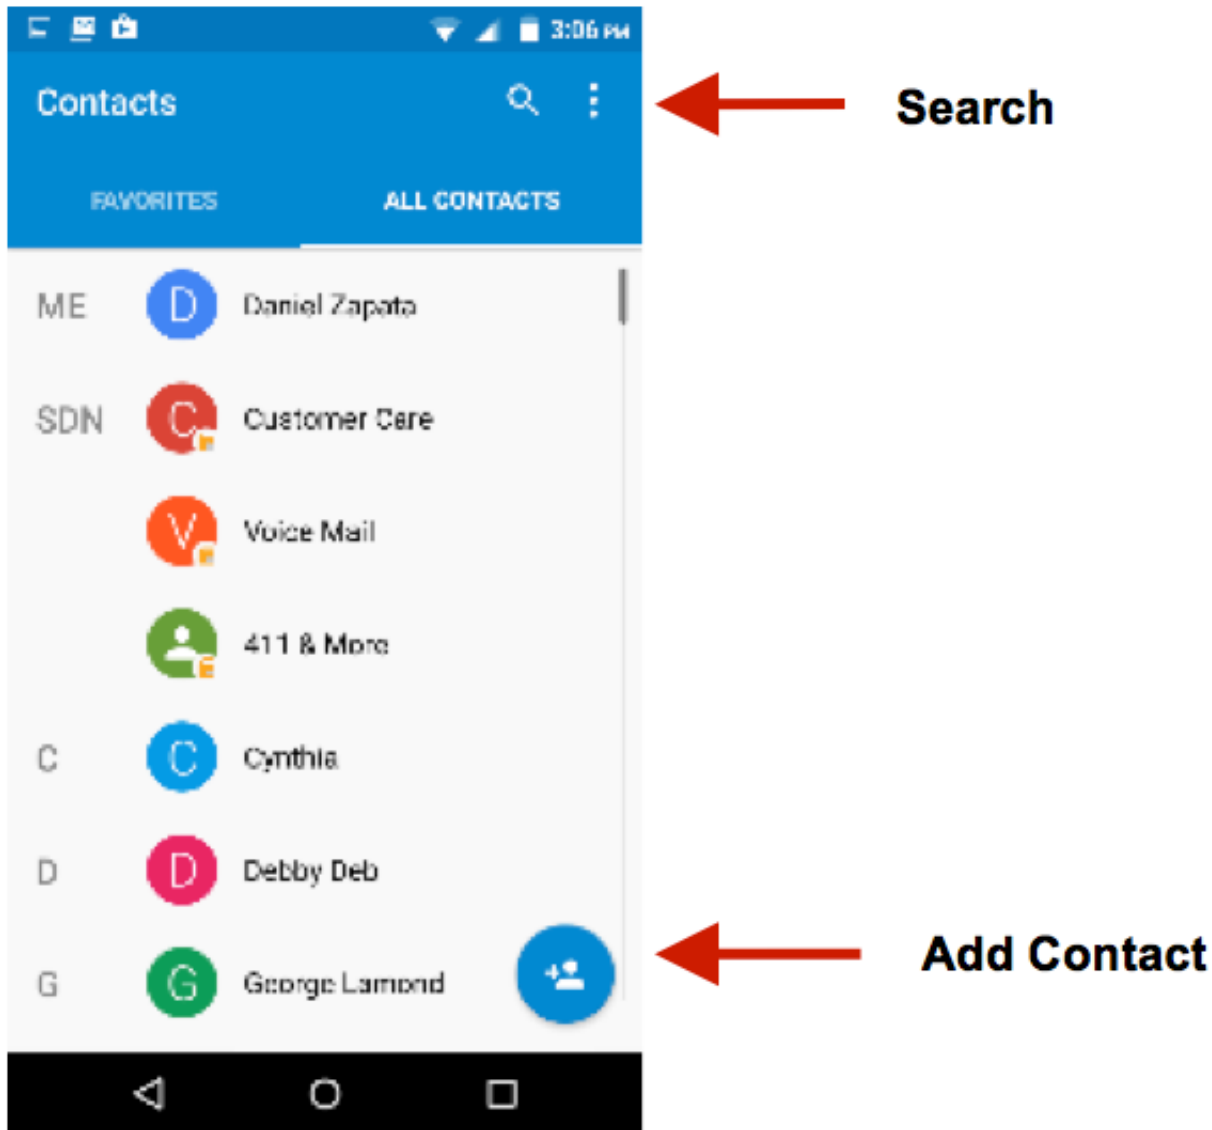 3:06 PM
Contacts
Search
FAVORITES
ALL CONTACTS
ME
D
Daniel Zapata
SDN
C
Customer Care
V
Voice Mail
411 & More
C
C
Cynthia
D
D
Debby Deb
Add Contact
G
G
George Lamond